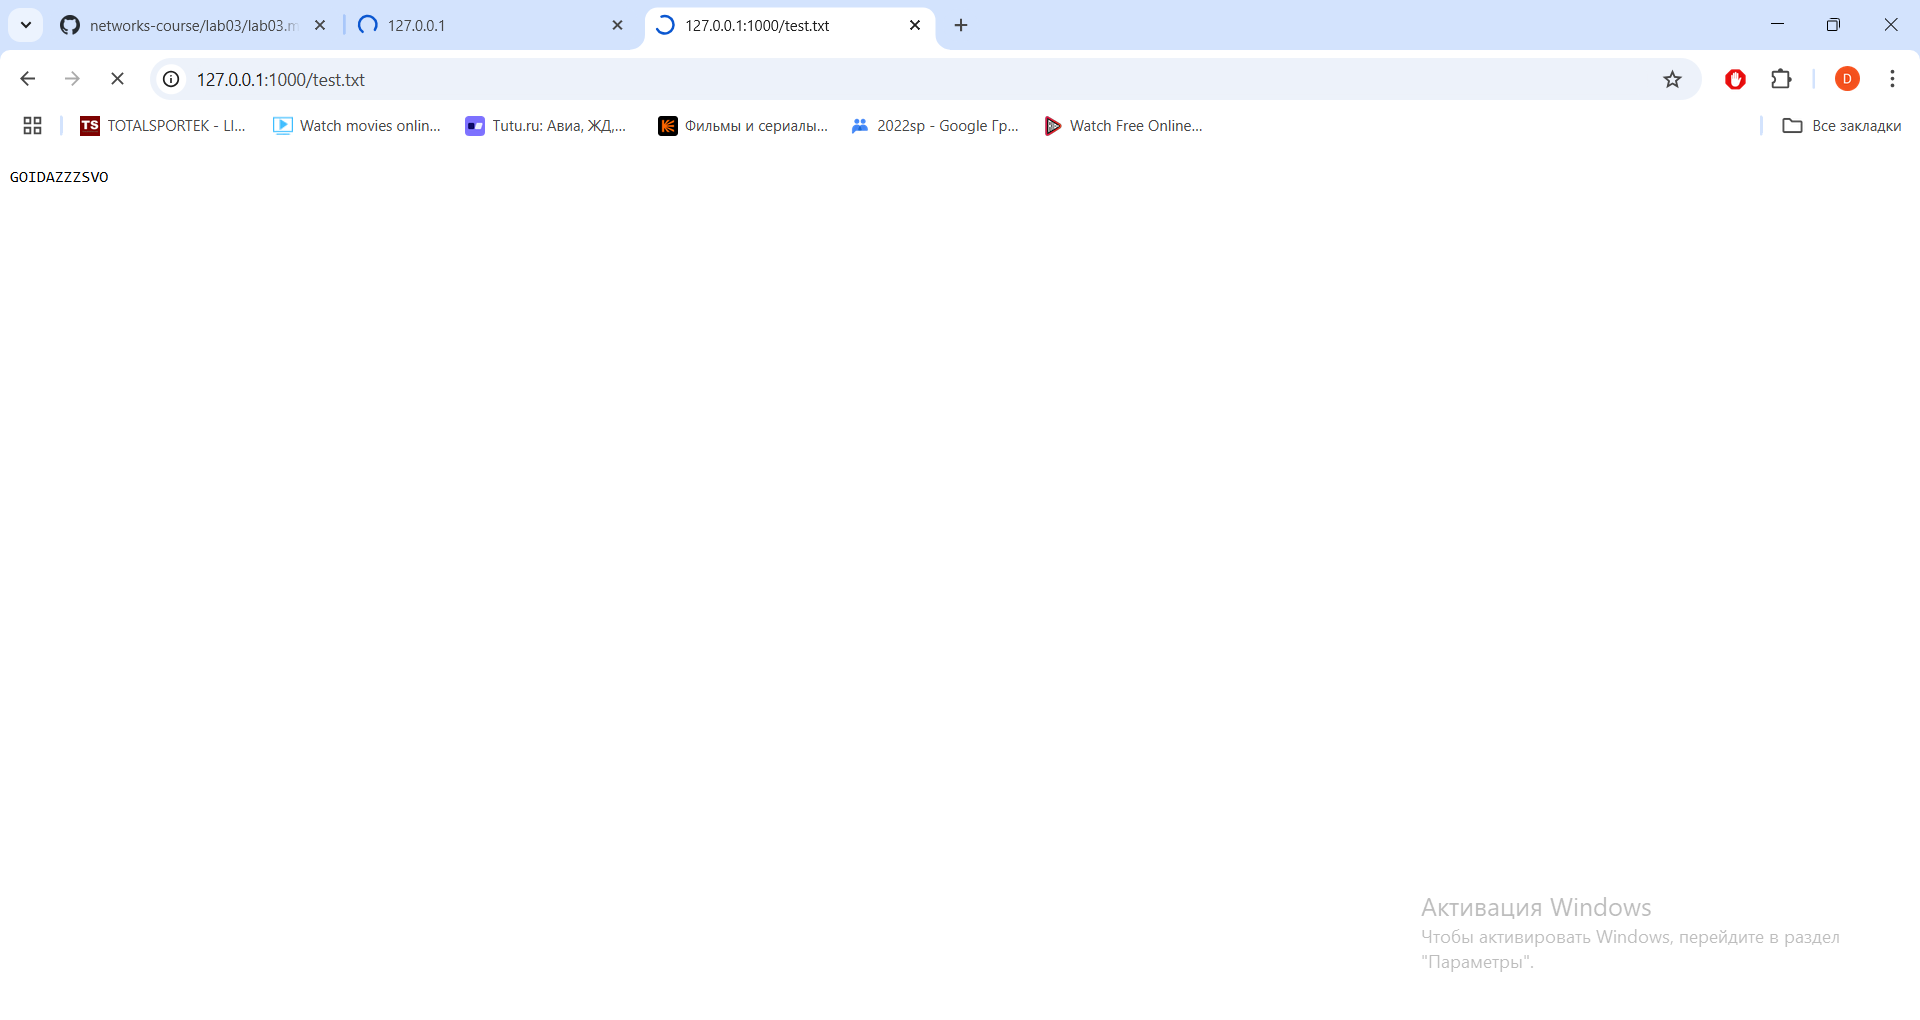 networks-course/lab03/lab03.m
127.0.0.1
127.0.0.1:1000/test.txt
127.0.0.1:1000/test.txt
D
TS TOTALSPORTEK - LI...
Watch movies onlin...
Tutu.ru: Авиа, ЖД,...
Фильмы и сериалы...
2022sp - Google Гр...
Watch Free Online...
Все закладки
GOIDAZZZSVO
Активация Windows
Чтобы активировать Windows, перейдите в раздел
"Параметры".